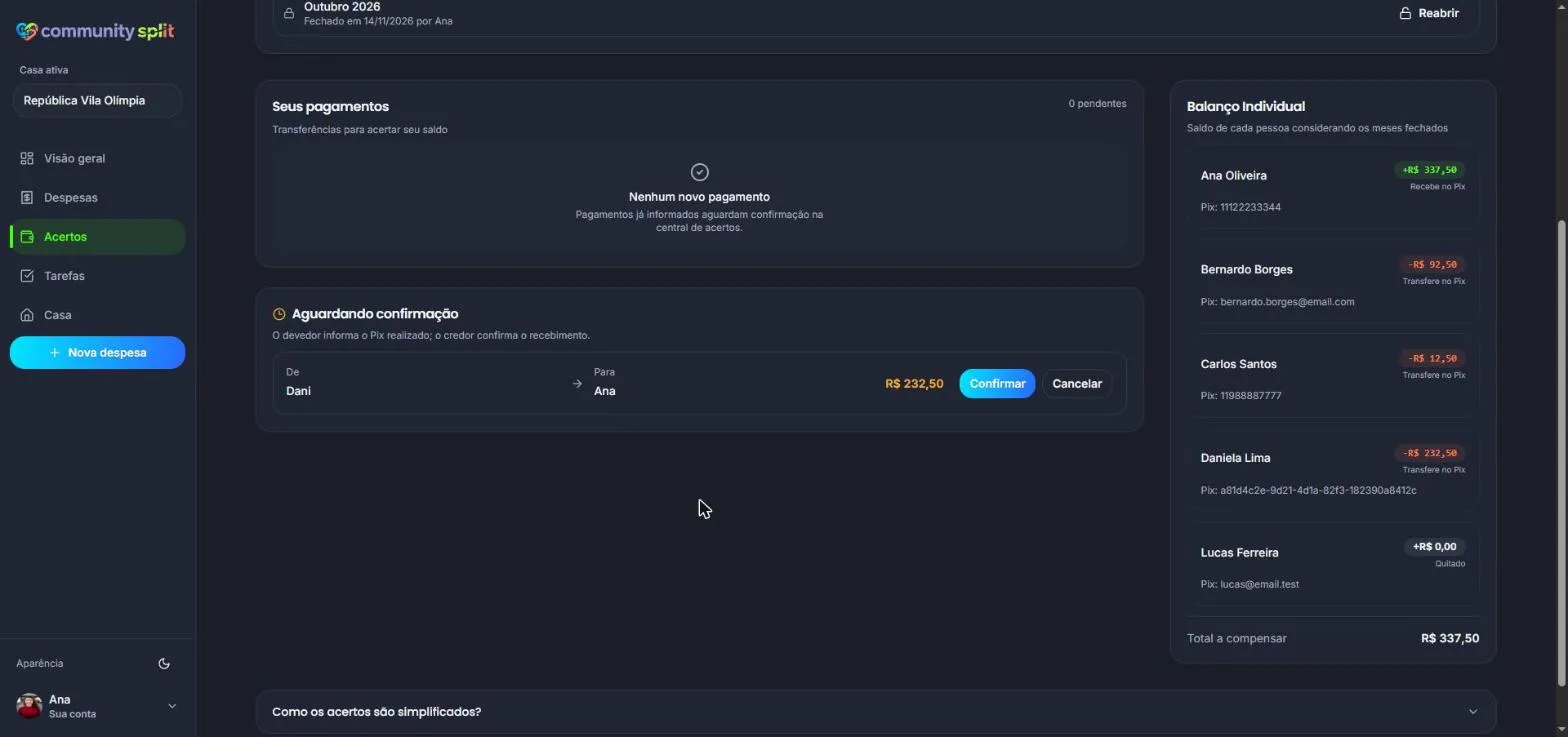 community split
Casa ativa
República Vila Olímpia
Visão geral
Despesas
Acertos
Tarefas
Casa
+ Nova despesa
Aparência
Ana
Sua conta
Outubro 2026
Fechado em 14/11/2026 por Ana
Reabrir
Seus pagamentos
0 pendentes
Transferências para acertar seu saldo
Nenhum novo pagamento
Pagamentos já informados aguardam confirmação na
central de acertos.
Aguardando confirmação
O devedor informa o Pix realizado; o credor confirma o recebimento.
De
Dani
Para
Ana
R$ 232,50
Confirmar
Cancelar
Balanço Individual
Saldo de cada pessoa considerando os meses fechados
Ana Oliveira
+R$ 337,50
Recebe no Pix
Pix: 11122233344
Bernardo Borges
-R$ 92,50
Transfere no Pix
Pix: bernardo.borges@email.com
Carlos Santos
-R$ 12,50
Transfere no Pix
Pix: 11988887777
Daniela Lima
-R$ 232,50
Transfere no Pix
Pix: a81d4c2e-9d21-4d1a-82f3-182390a8412c
Lucas Ferreira
+R$ 0,00
Quitado
Pix: lucas@email.test
Total a compensar
R$ 337,50
Como os acertos são simplificados?